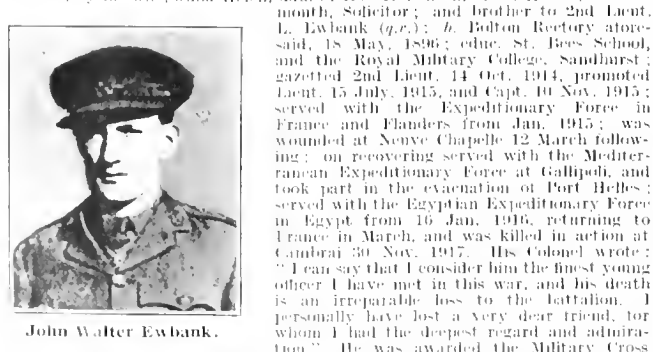 month, Solicitor; and brother to 2nd Lieut.
L. Ewbank (q.v.); b. Bolton Rectory afore-
said, 18 May, 1896; educ. St. Bees School,
and the Royal Military College, Sandhurst;
gazetted 2nd Lieut. 14 Oct. 1914, promoted
Lieut. 15 July, 1915, and Capt. 10 Nov. 1915;
served with the Expeditionary Force in
France and Flanders from Jan. 1915; was
wounded at Neuve Chapelle 12 March follow-
ing; on recovering served with the Mediter-
ranean Expeditionary Force at Gallipoli, and
took part in the evacuation of Port Helles;
served with the Egyptian Expeditionary Force
in Egypt from 16 Jan. 1916, returning to
France in March, and was killed in action at
Cambrai 30 Nov. 1917. His Colonel wrote:
"I can say that I consider him the finest young
officer I have met in this war, and his death
is an irreparable loss to the battalion. I
personally have lost a very dear friend, for
whom I had the deepest regard and admira-
tion." He was awarded the Military Cross
John Walter Ewbank.